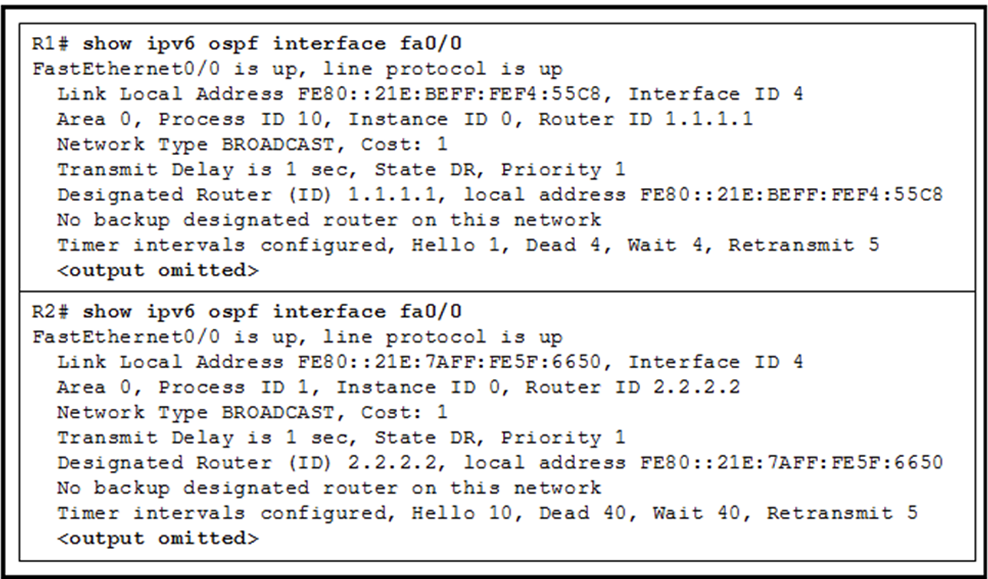 R1# show ipv6 ospf interface fa0/0
FastEthernet0/0 is up, line protocol is up
Link Local Address FE80::21E:BEFF:FEF4:55C8, Interface ID 4
Area 0, Process ID 10, Instance ID 0, Router ID 1.1.1.1
Network Type BROADCAST, Cost: 1
Transmit Delay is 1 sec, State DR, Priority 1
Designated Router (ID) 1.1.1.1, local address FE80::21E:BEFF:FEF4:55C8
No backup designated router on this network
Timer intervals configured, Hello 1, Dead 4, Wait 4, Retransmit 5
<output omitted>
R2# show ipv6 ospf interface fa0/0
FastEthernet0/0 is up, line protocol is up
Link Local Address FE80::21E:7AFF:FE5F:6650, Interface ID 4
Area 0, Process ID 1, Instance ID 0, Router ID 2.2.2.2
Network Type BROADCAST, Cost: 1
Transmit Delay is 1 sec, State DR, Priority 1
Designated Router (ID) 2.2.2.2, local address FE80::21E:7AFF:FE5F:6650
No backup designated router on this network
Timer intervals configured, Hello 10, Dead 40, Wait 40, Retransmit 5
<output omitted>